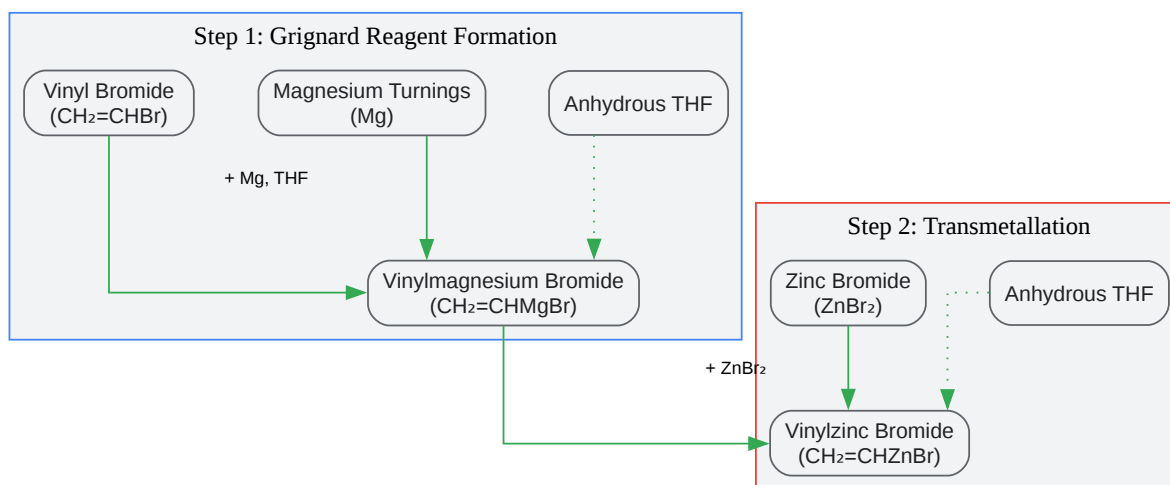 Step 1: Grignard Reagent Formation
Vinyl Bromide
(CH₂=CHBr)
Magnesium Turnings
(Mg)
Anhydrous THF
+ Mg, THF
Vinylmagnesium Bromide
(CH₂=CHMgBr)
Step 2: Transmetallation
Zinc Bromide
(ZnBr₂)
Anhydrous THF
+ ZnBr₂
Vinylzinc Bromide
(CH₂=CHZnBr)